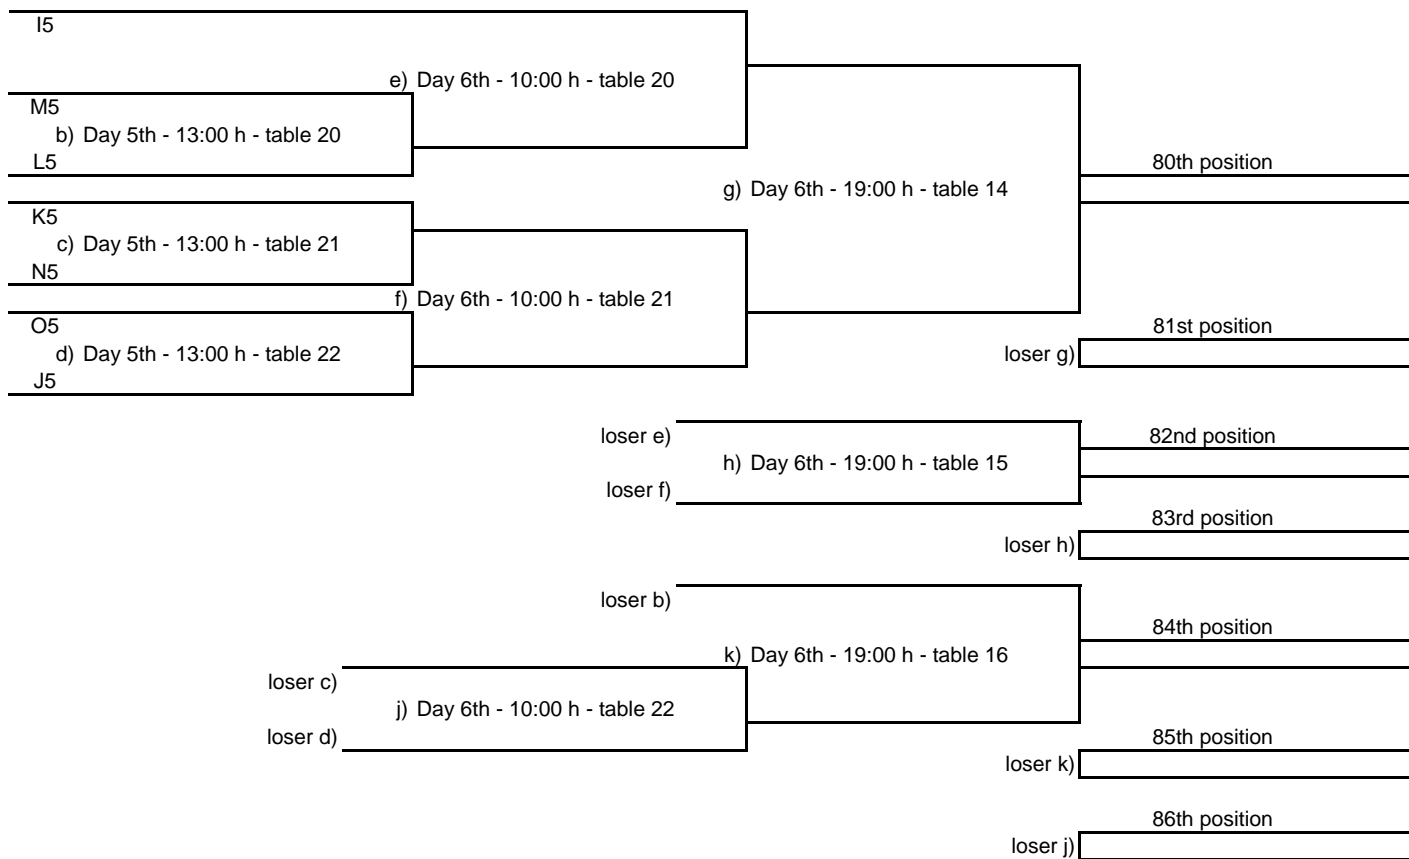 I5
e) Day 6th - 10:00 h - table 20
M5
b) Day 5th - 13:00 h - table 20
L5
80th position
g) Day 6th - 19:00 h - table 14
K5
c) Day 5th - 13:00 h - table 21
N5
f) Day 6th - 10:00 h - table 21
O5
81st position
d) Day 5th - 13:00 h - table 22
loser g)
J5
loser e)
82nd position
h) Day 6th - 19:00 h - table 15
loser f)
83rd position
loser h)
loser b)
84th position
k) Day 6th - 19:00 h - table 16
loser c)
j) Day 6th - 10:00 h - table 22
loser d)
85th position
loser k)
86th position
loser j)